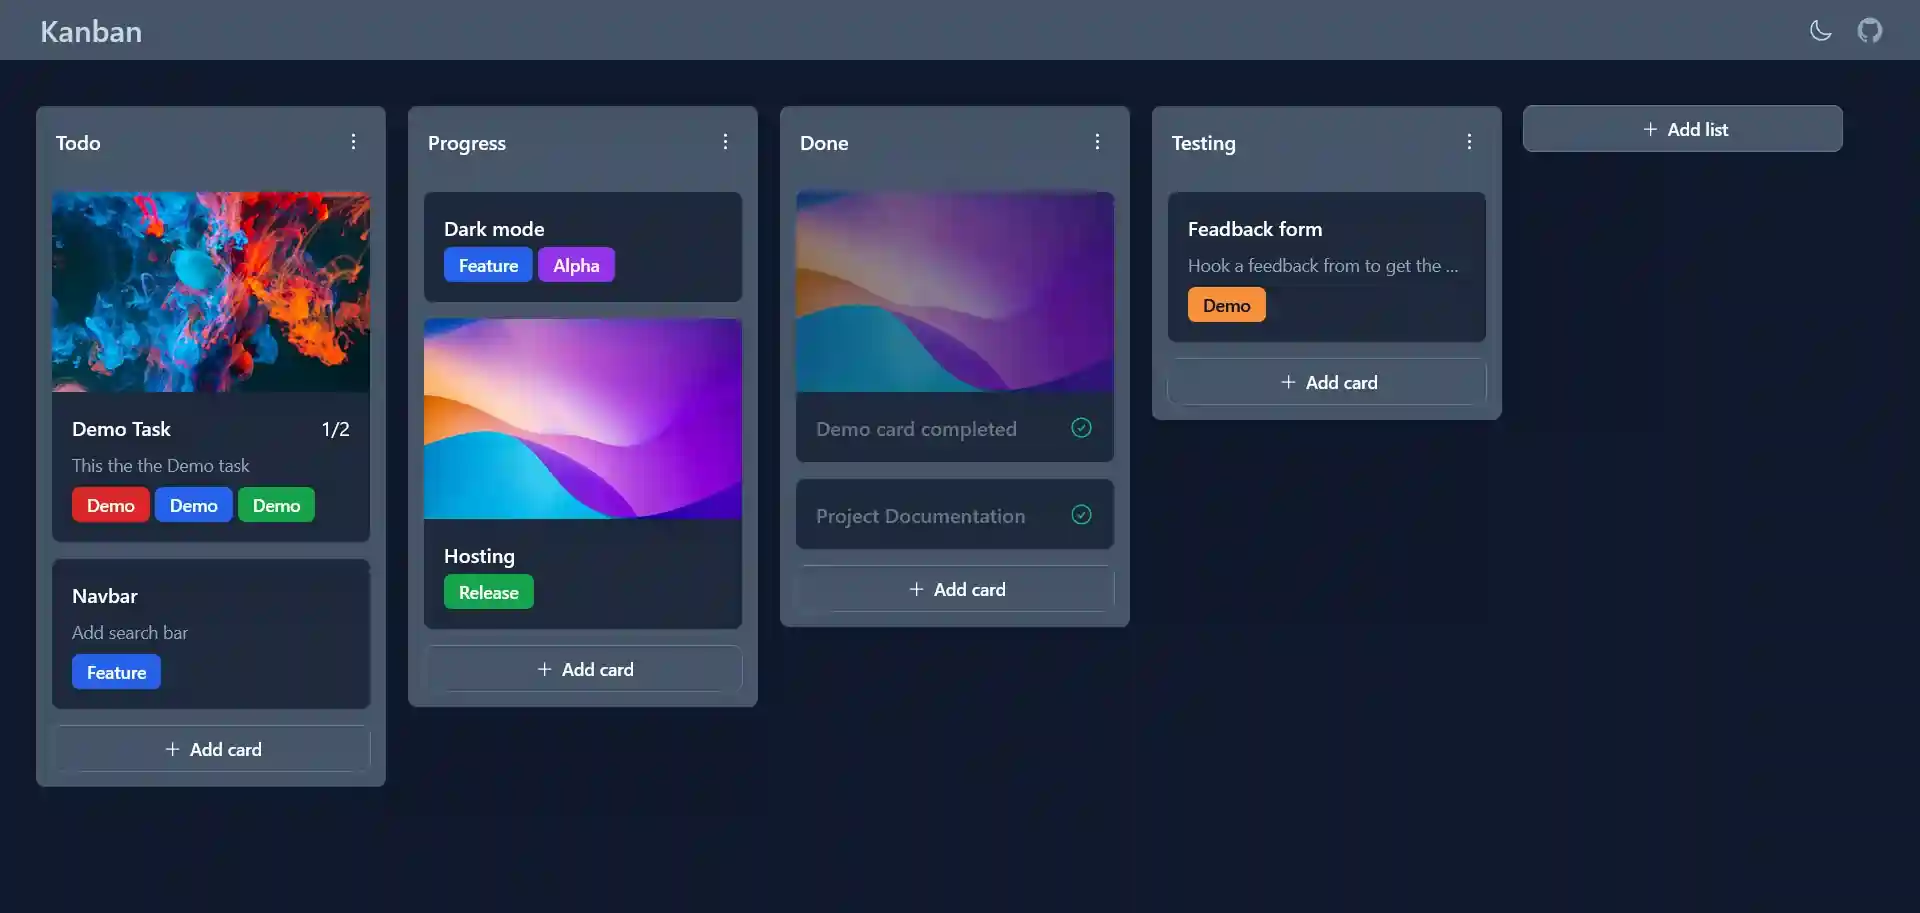 Kanban
Todo
Demo Task 1/2
This the the Demo task
Demo Demo Demo
Navbar
Add search bar
Feature
+ Add card
Progress
Dark mode
Feature Alpha
Hosting
Release
+ Add card
Done
Demo card completed
Project Documentation
+ Add card
Testing
Feadback form
Hook a feedback from to get the ...
Demo
+ Add card
+ Add list